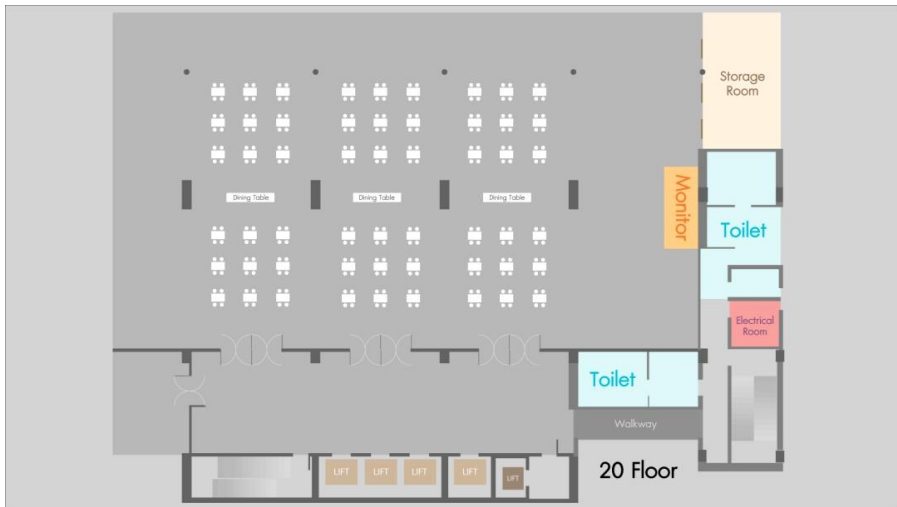 Storage
Room
Dining Table
Dining Table
Dining Table
Monitor
Toilet
Electrical
Room
Toilet
Walkway
LIFT
LIFT
LIFT
LIFT
LIFT
20 Floor